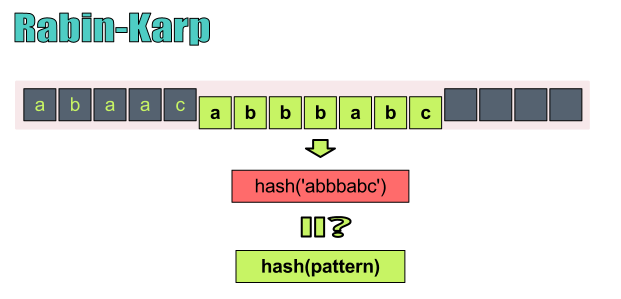 Rabin-Karp
a b a a c a b b b a b c
hash('abbbabc')
=?
hash(pattern)